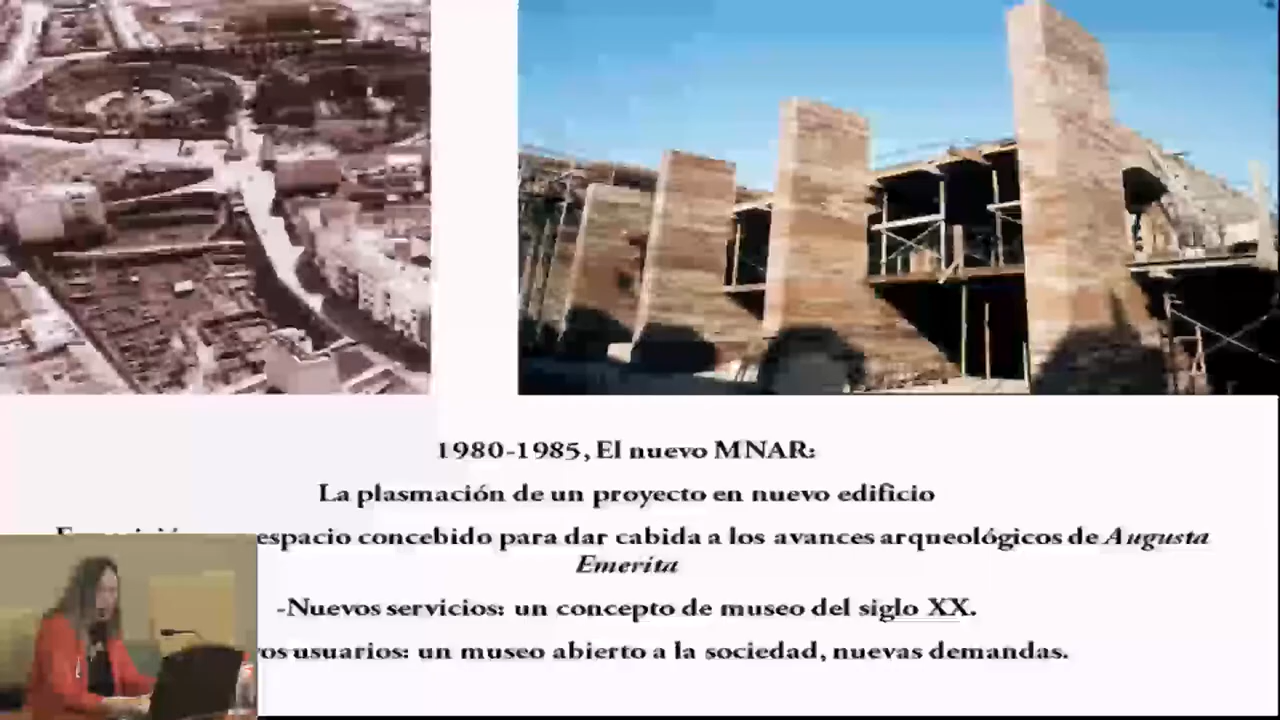 1980-1985, El nuevo MNAR:
La plasmación de un proyecto en nuevo edificio
espacio concebido para dar cabida a los avances arqueológicos de Augusta
Emerita
-Nuevos servicios: un concepto de museo del siglo XX.
usuarios: un museo abierto a la sociedad, nuevas demandas.